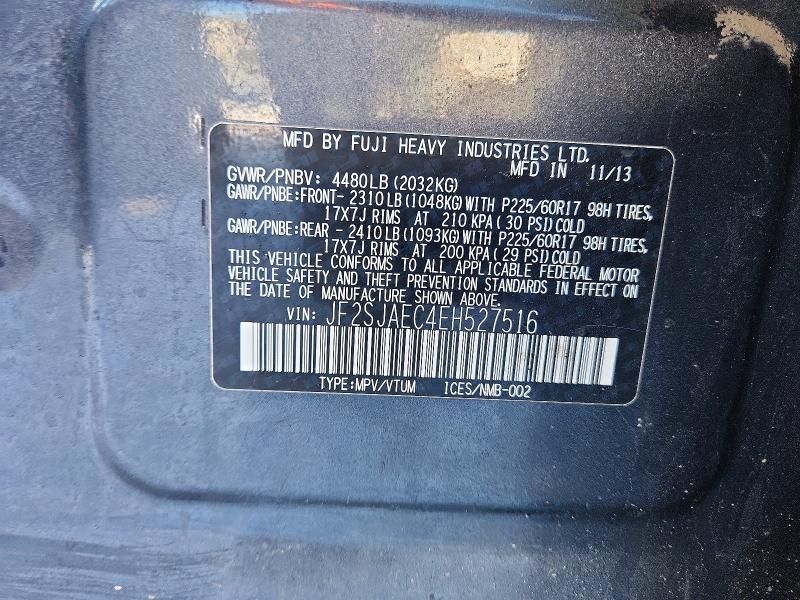 MFD BY FUJI HEAVY INDUSTRIES LTD.
MFD IN 11/13
GVWR/PNBV: 4480LB (2032KG)
GAWR/PNBE:FRONT- 2310 LB (1048KG) WITH P225/60R17 98H TIRES,
17X7J RIMS AT 210 KPA (30 PSI) COLD
GAWR/PNBE:REAR - 2410 LB (1093KG) WITH P225/60R17 98H TIRES,
17X7J RIMS AT 200 KPA (29 PSI) COLD
THIS VEHICLE CONFORMS TO ALL APPLICABLE FEDERAL MOTOR
VEHICLE SAFETY AND THEFT PREVENTION STANDARDS IN EFFECT ON
THE DATE OF MANUFACTURE SHOWN ABOVE.
VIN: JF2SJAEC4EH527516
TYPE:MPV/VTUM ICES/NMB-002